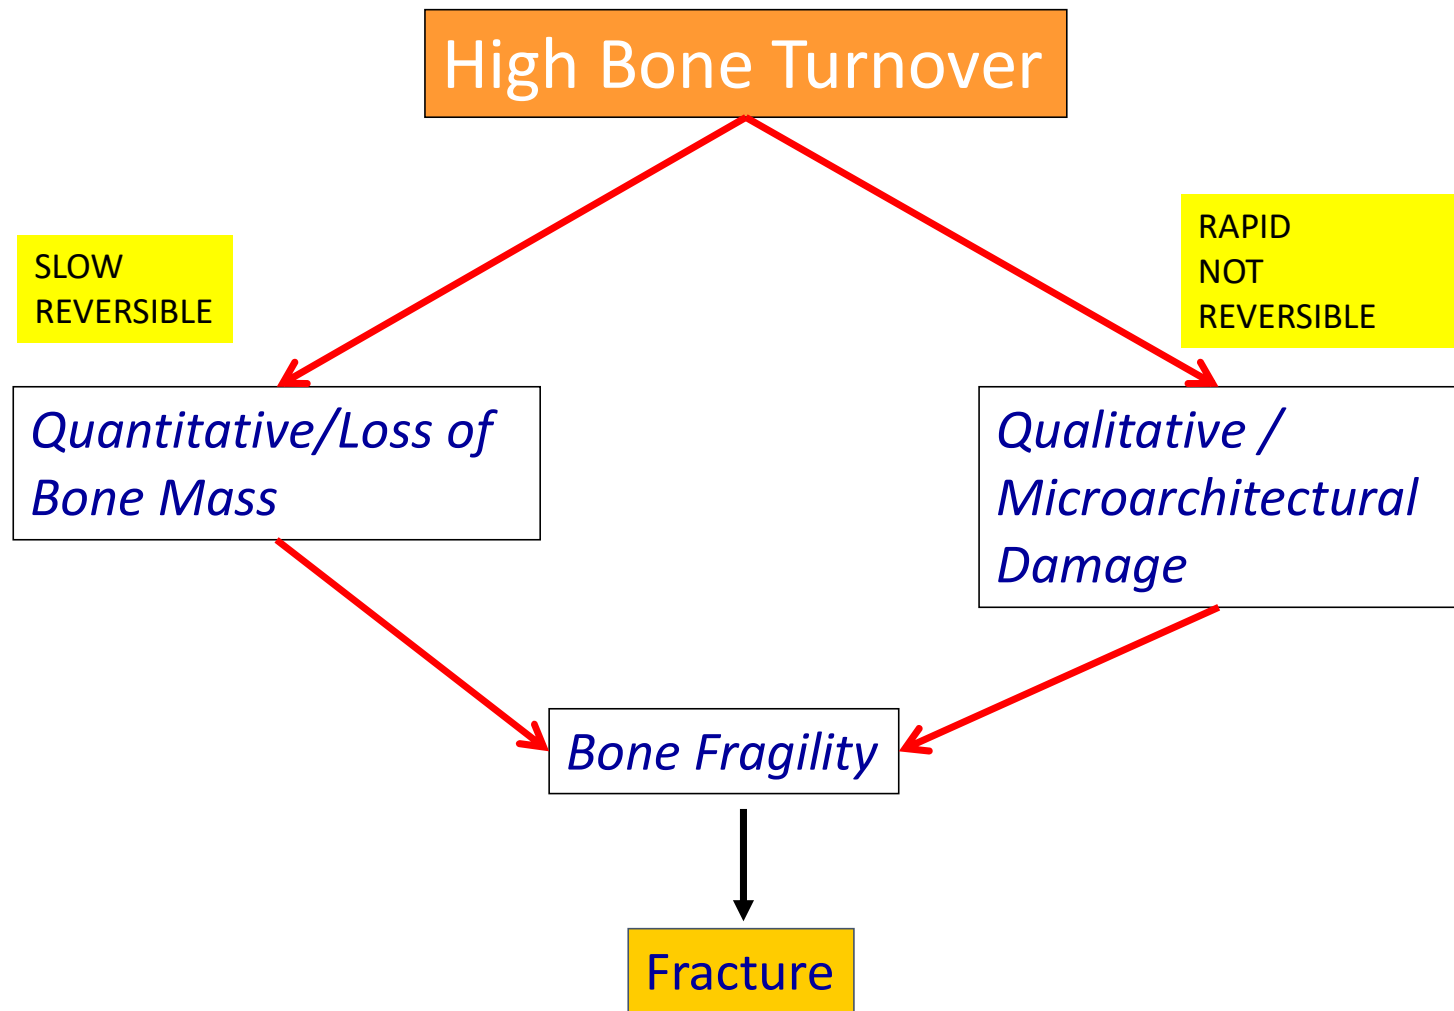 High Bone Turnover
SLOW
REVERSIBLE
RAPID
NOT
REVERSIBLE
Quantitative/Loss of
Bone Mass
Qualitative /
Microarchitectural
Damage
Bone Fragility
Fracture